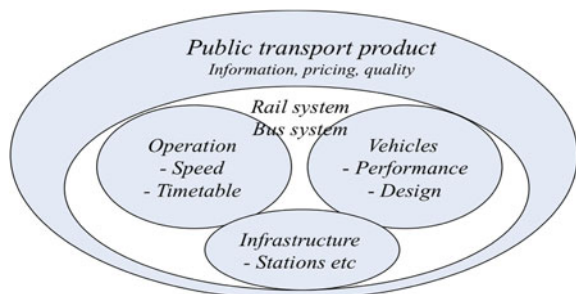 Public transport product
Information, pricing, quality
Rail system
Bus system
Operation
- Speed
- Timetable
Vehicles
- Performance
- Design
Infrastructure
- Stations etc